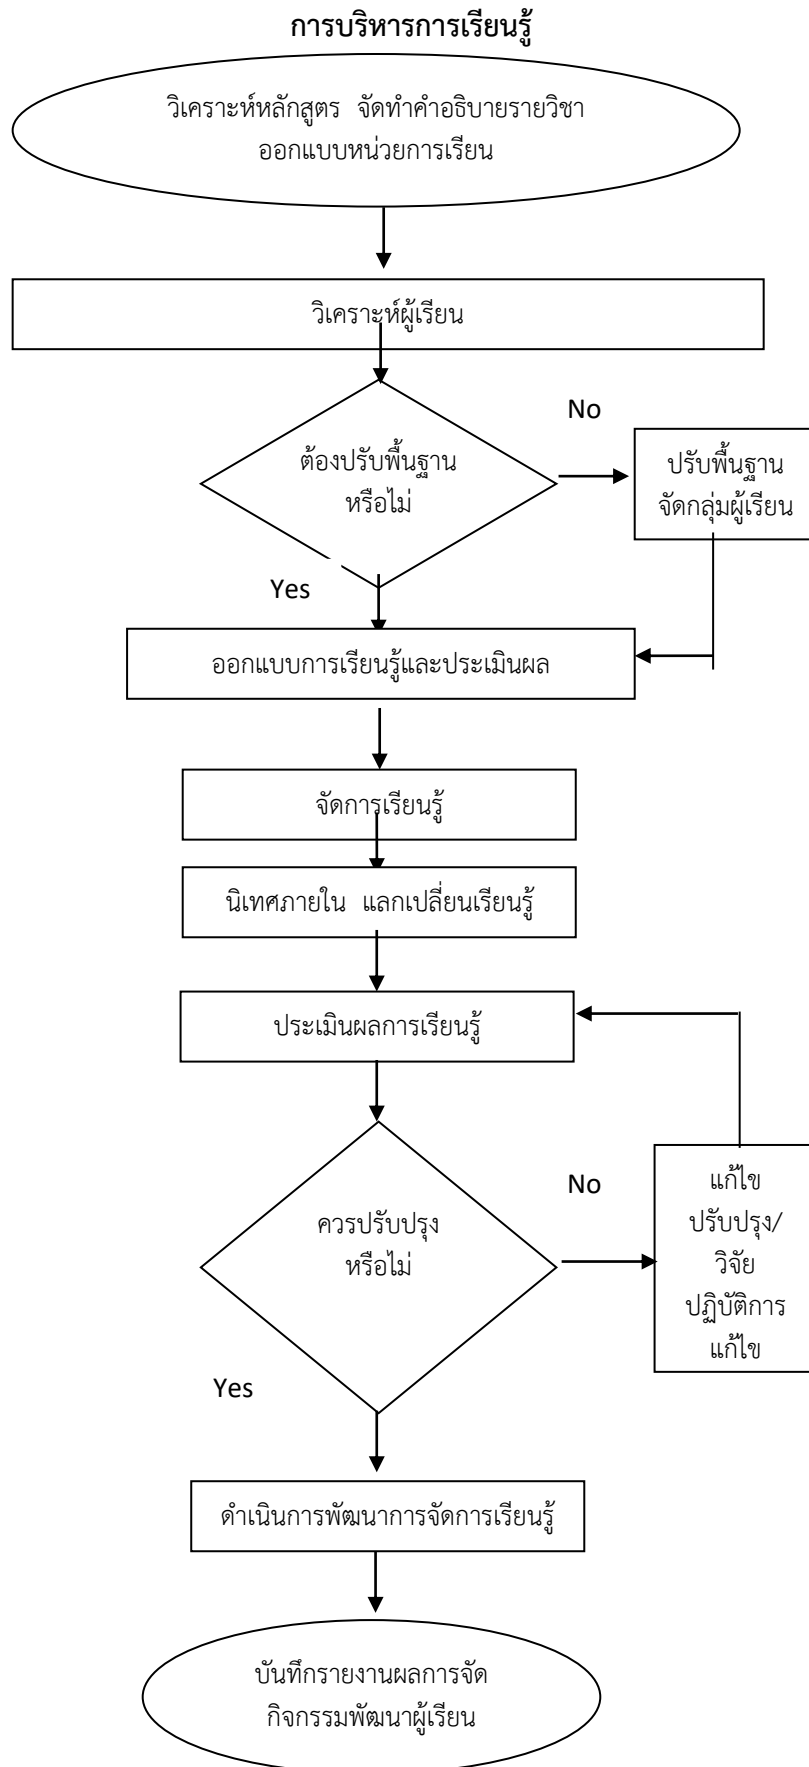 การบริหารการเรียนรู้
วิเคราะห์หลักสูตร จัดทำคำอธิบายรายวิชา
ออกแบบหน่วยการเรียน
วิเคราะห์ผู้เรียน
ต้องปรับพื้นฐาน
หรือไม่
No
ปรับพื้นฐาน
จัดกลุ่มผู้เรียน
Yes
ออกแบบการเรียนรู้และประเมินผล
จัดการเรียนรู้
นิเทศภายใน แลกเปลี่ยนเรียนรู้
ประเมินผลการเรียนรู้
ควรปรับปรุง
หรือไม่
No
แก้ไข
ปรับปรุง/
วิจัย
ปฏิบัติการ
แก้ไข
Yes
ดำเนินการพัฒนาการจัดการเรียนรู้
บันทึกรายงานผลการจัด
กิจกรรมพัฒนาผู้เรียน